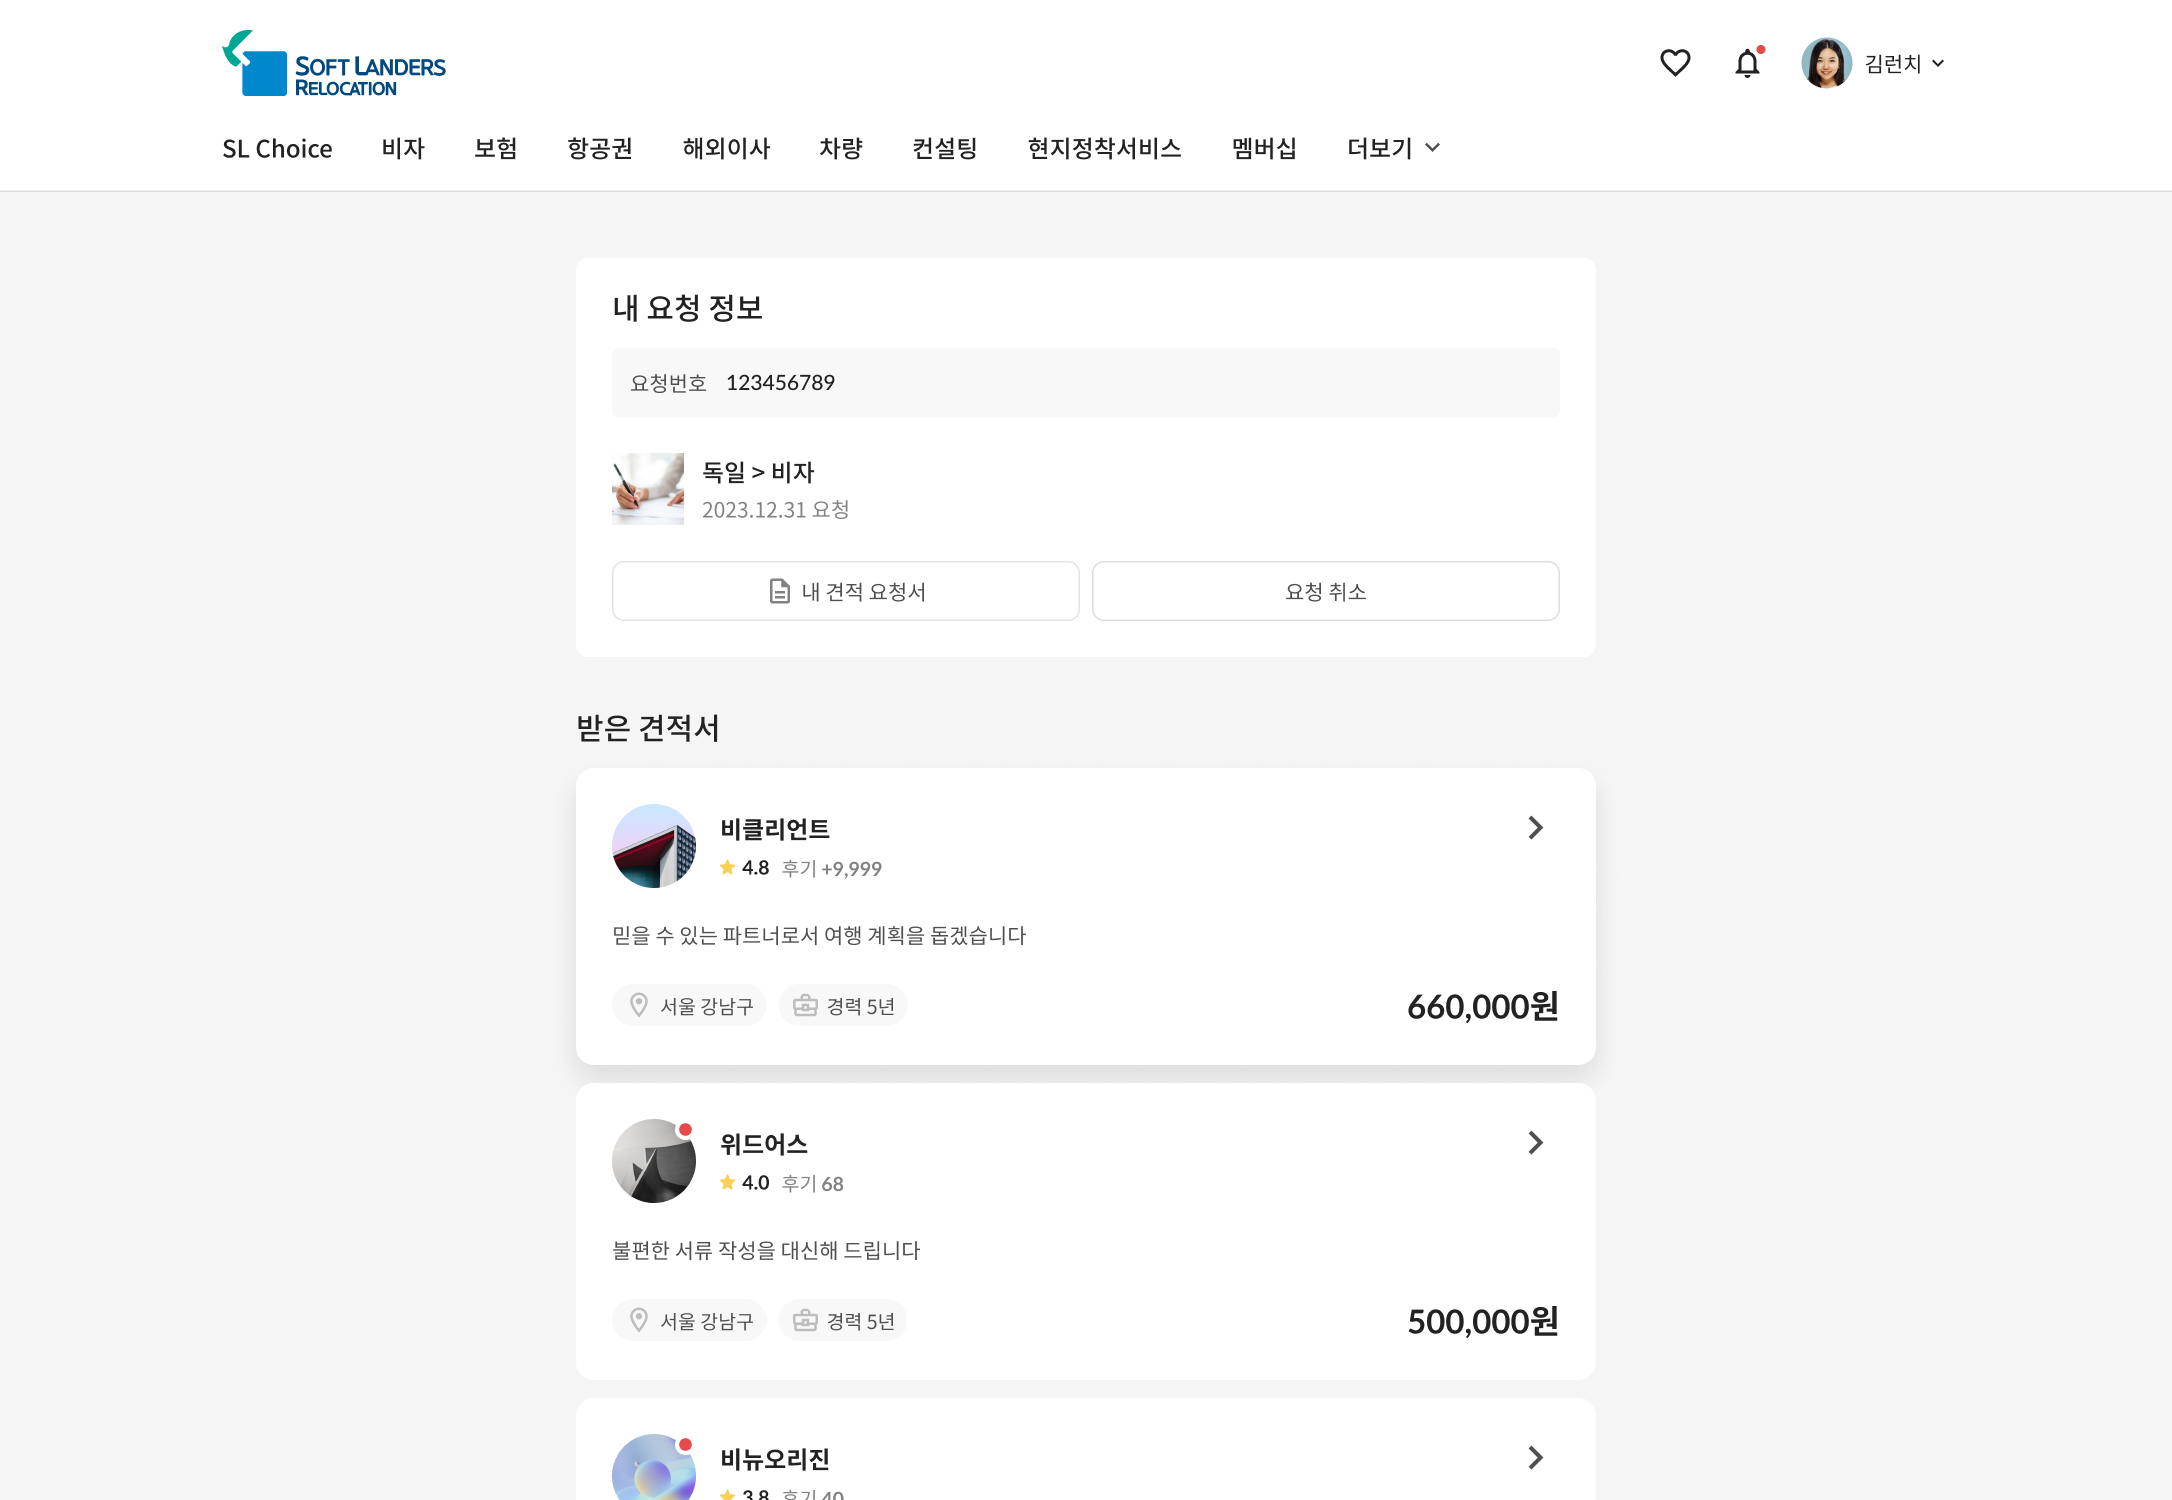 SOFT LANDERS
RELOCATION
김런치
SL Choice 비자 보험 항공권 해외이사 차량 컨설팅 현지정착서비스 멤버십 더보기
내 요청 정보
요청번호 123456789
독일 > 비자
2023.12.31 요청
내 견적 요청서 요청 취소
받은 견적서
비클리언트
4.8 후기 +9,999
믿을 수 있는 파트너로서 여행 계획을 돕겠습니다
서울 강남구 경력 5년 660,000원
위드어스
4.0 후기 68
불편한 서류 작성을 대신해 드립니다
서울 강남구 경력 5년 500,000원
비뉴오리진
3.8 후기 40